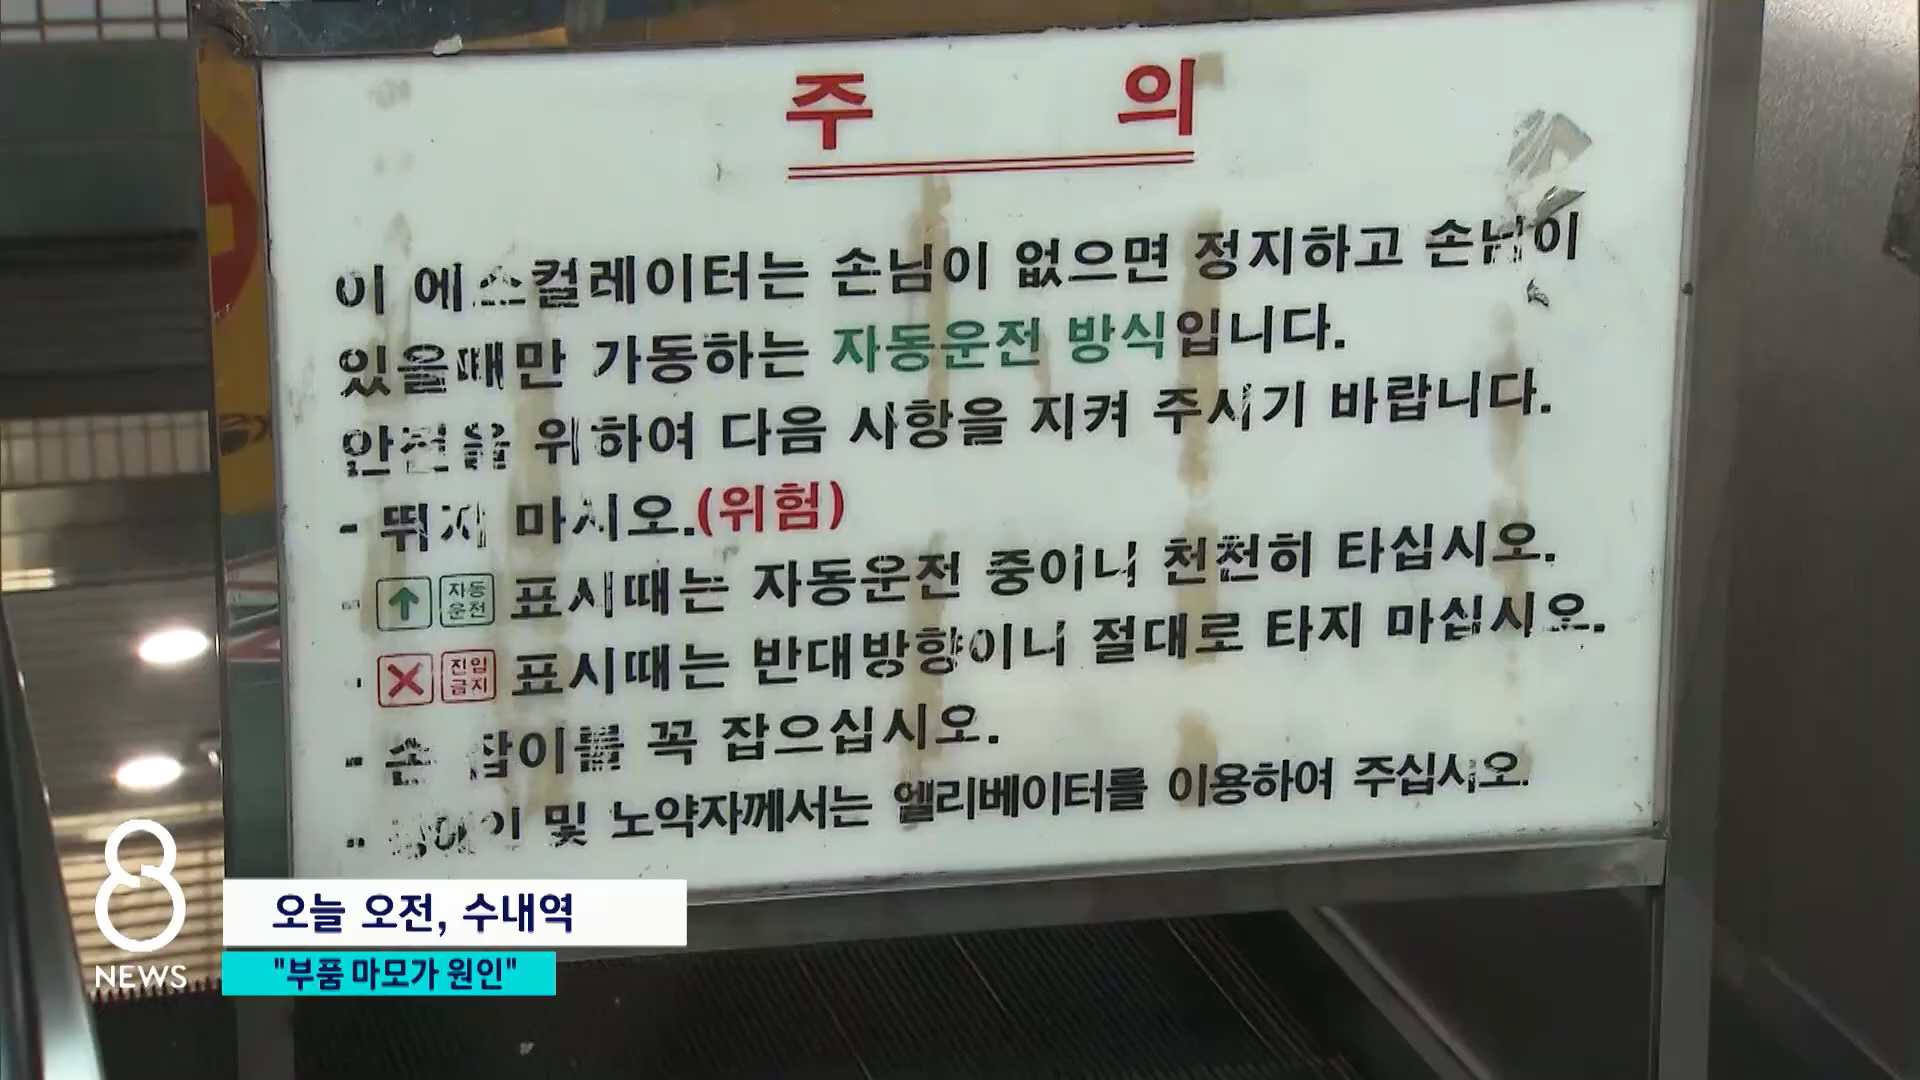 주 의
이 에스컬레이터는 손님이 없으면 정지하고 손님이
있을때만 가동하는 자동운전 방식입니다.
안전을 위하여 다음 사항을 지켜 주시기 바랍니다.
- 뛰지 마시오.(위험)
- ↑ 자동운전 표시때는 자동운전 중이니 천천히 타십시오.
- X 진입금지 표시때는 반대방향이니 절대로 타지 마십시오.
- 손 잡이를 꼭 잡으십시오.
- 및 노약자께서는 엘리베이터를 이용하여 주십시오.
8 NEWS
오늘 오전, 수내역
"부품 마모가 원인"